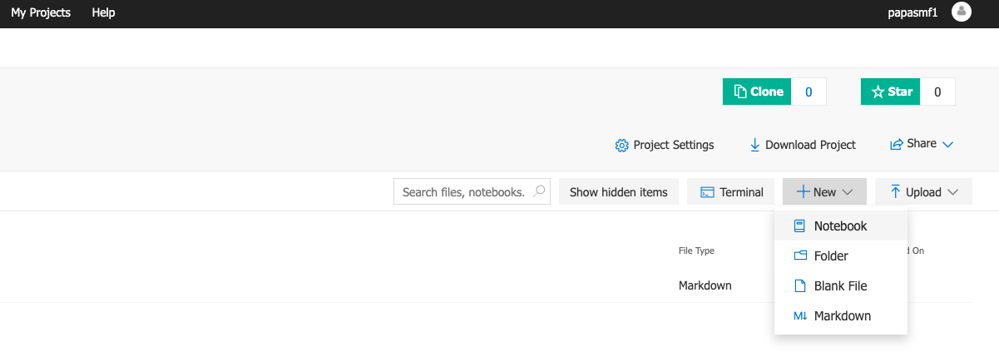 My Projects Help papasmf1
Clone 0 Star 0
Project Settings Download Project Share
Search files, notebooks. Show hidden items Terminal New Upload
Notebook
File Type d On
Folder
Markdown Blank File
M↓ Markdown